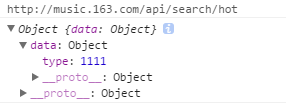 http://music.163.com/api/search/hot
▼ Object {data: Object} i
▼ data: Object
type: 1111
▶ __proto__: Object
▶ __proto__: Object